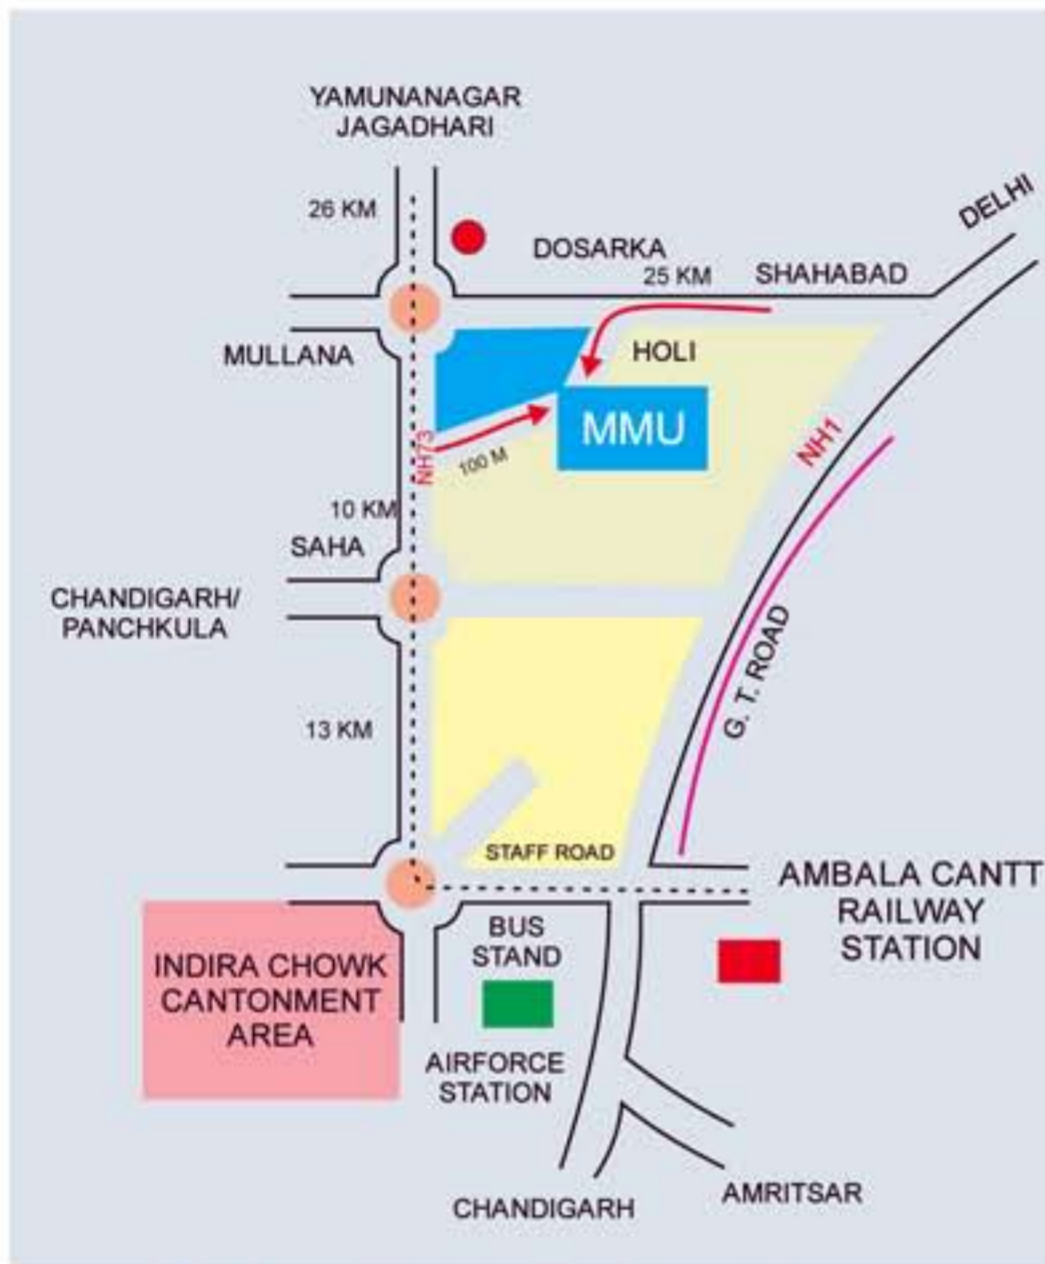 YAMUNANAGAR
JAGADHARI
26 KM
DELHI
DOSARKA
25 KM
SHAHABAD
MULLANA
HOLI
MMU
NH73
100 M
NH1
10 KM
SAHA
CHANDIGARH/
PANCHKULA
G. T. ROAD
13 KM
STAFF ROAD
AMBALA CANTT
RAILWAY
STATION
BUS
STAND
INDIRA CHOWK
CANTONMENT
AREA
AIRFORCE
STATION
CHANDIGARH
AMRITSAR